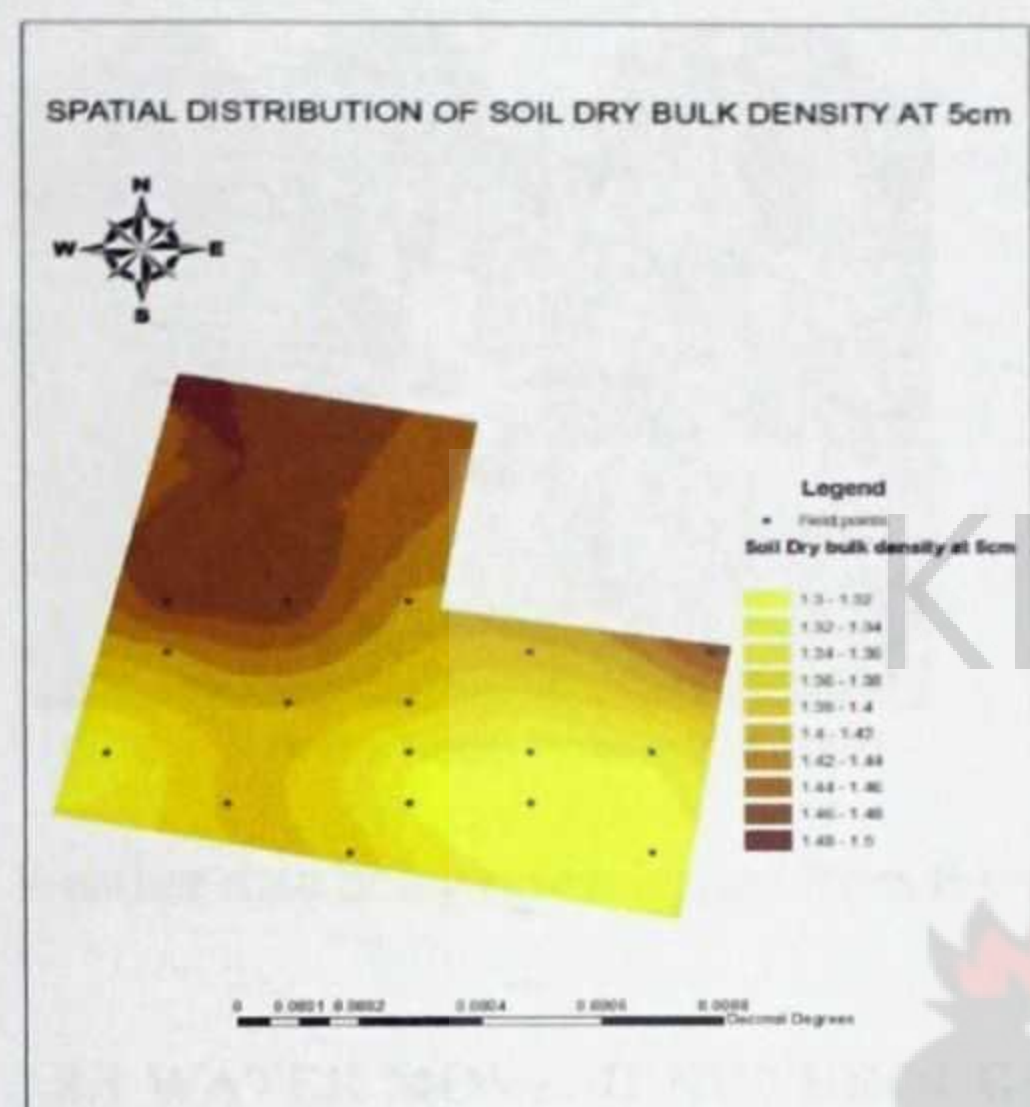 SPATIAL DISTRIBUTION OF SOIL DRY BULK DENSITY AT 5cm
N
W E
S
Legend
Field points
Soil Dry bulk density at 5cm
1.3 - 1.32
1.32 - 1.34
1.34 - 1.36
1.36 - 1.38
1.38 - 1.4
1.4 - 1.42
1.42 - 1.44
1.44 - 1.46
1.46 - 1.48
1.48 - 1.5
0 0.0001 0.0002 0.0004 0.0006 0.0008
Decimal Degrees